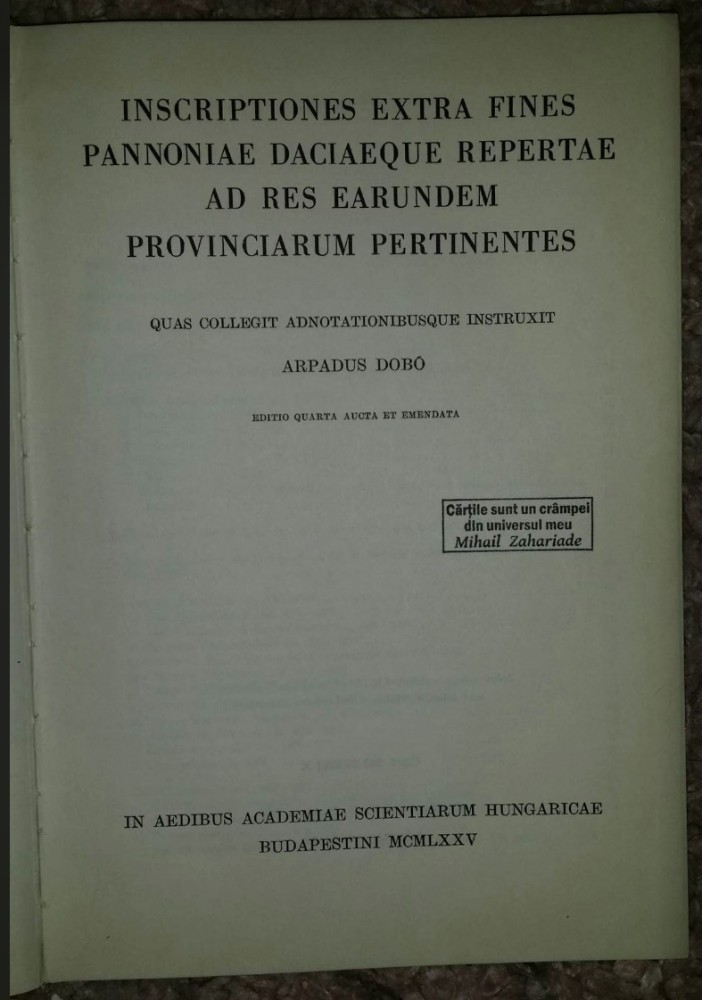 INSCRIPTIONES EXTRA FINES
PANNONIAE DACIAEQUE REPERTAE
AD RES EARUNDEM
PROVINCIARUM PERTINENTES
QUAS COLLEGIT ADNOTATIONIBUSQUE INSTRUXIT
ARPADUS DOBÓ
EDITIO QUARTA AUCTA ET EMENDATA
Cărțile sunt un crâmpei
din universul meu
Mihail Zahariade
IN AEDIBUS ACADEMIAE SCIENTIARUM HUNGARICAE
BUDAPESTINI MCMLXXV